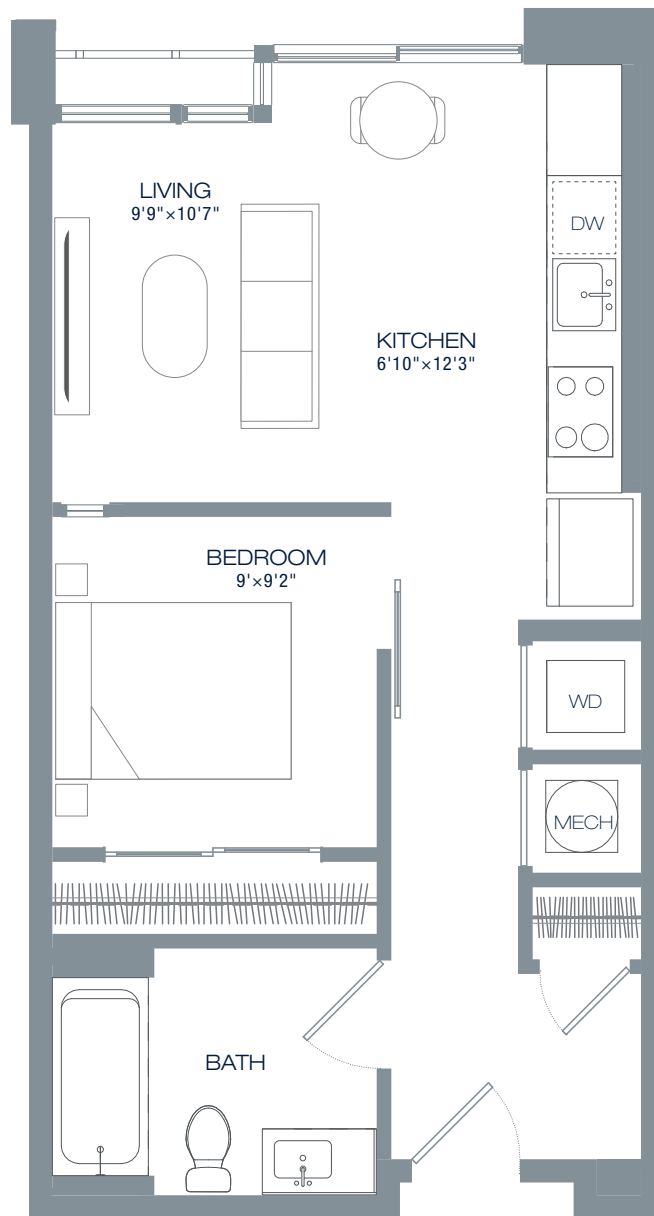 LIVING
9'9"×10'7"
DW
KITCHEN
6'10"×12'3"
BEDROOM
9'×9'2"
WD
MECH
BATH